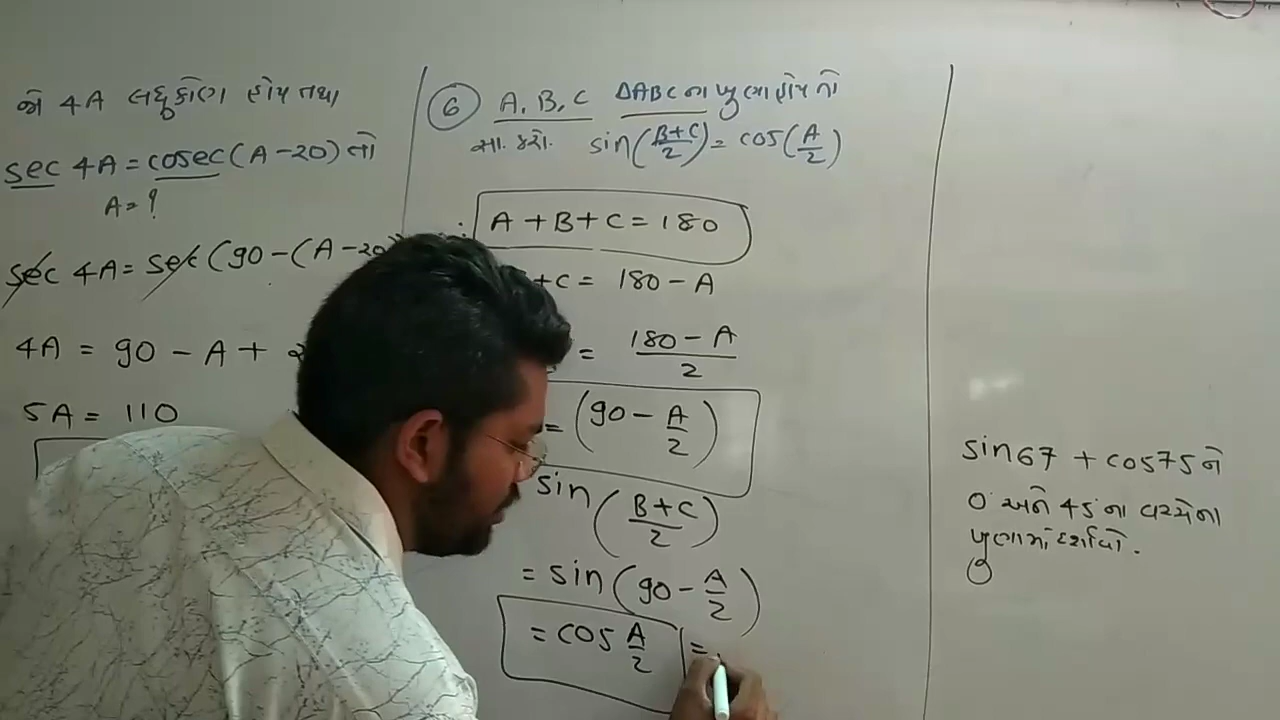 જો 4A લઘુકોણ હોય તથા
sec 4A = cosec (A-20) તો
A = ?
sec 4A = sec (90 - (A-20)
4A = 90 - A +
5A = 110
6 A, B, C ΔABC ના ખુણા હોય તો
સા. કરો. sin(B+C/2) = cos(A/2)
∴ A + B + C = 180
+C = 180 - A
= 180 - A/2
= (90 - A/2)
sin (B+C/2)
= sin (90 - A/2)
= cos A/2 =
sin67 + cos75 ને
0 અને 45 ના વચ્ચેના
ખુણામાં દર્શાવો.